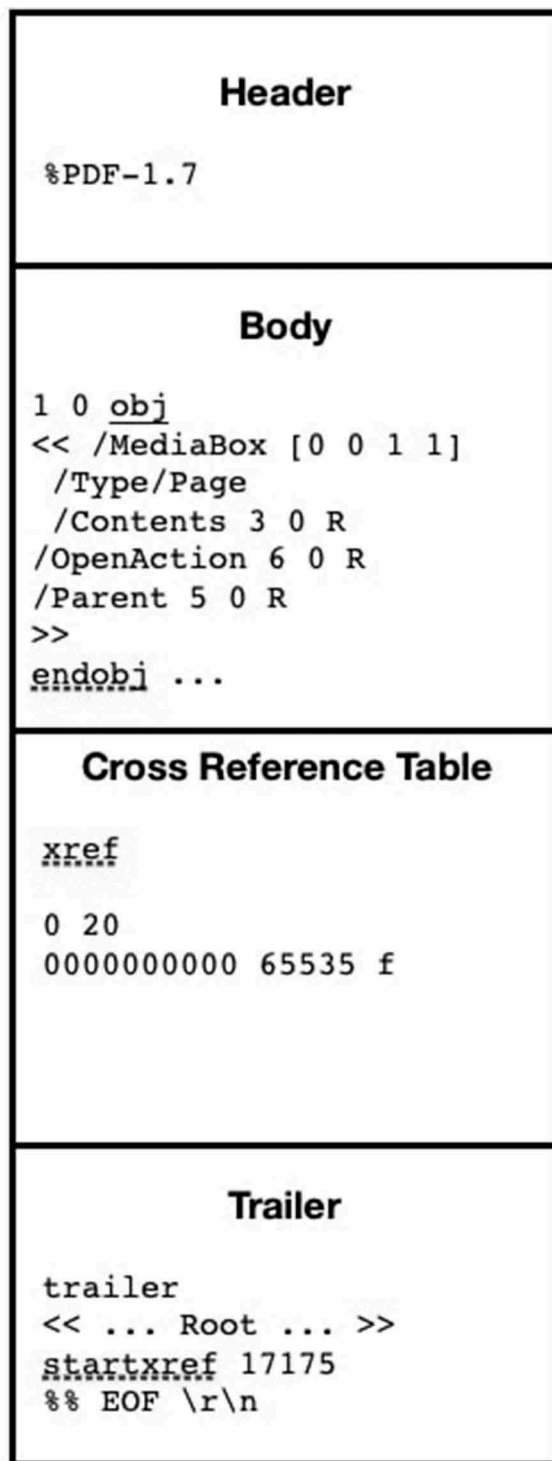 Header
%PDF-1.7
Body
1 0 obj
<< /MediaBox [0 0 1 1]
/Type/Page
/Contents 3 0 R
/OpenAction 6 0 R
/Parent 5 0 R
>>
endobj ...
Cross Reference Table
xref
0 20
0000000000 65535 f
Trailer
trailer
<< ... Root ... >>
startxref 17175
%% EOF \r\n